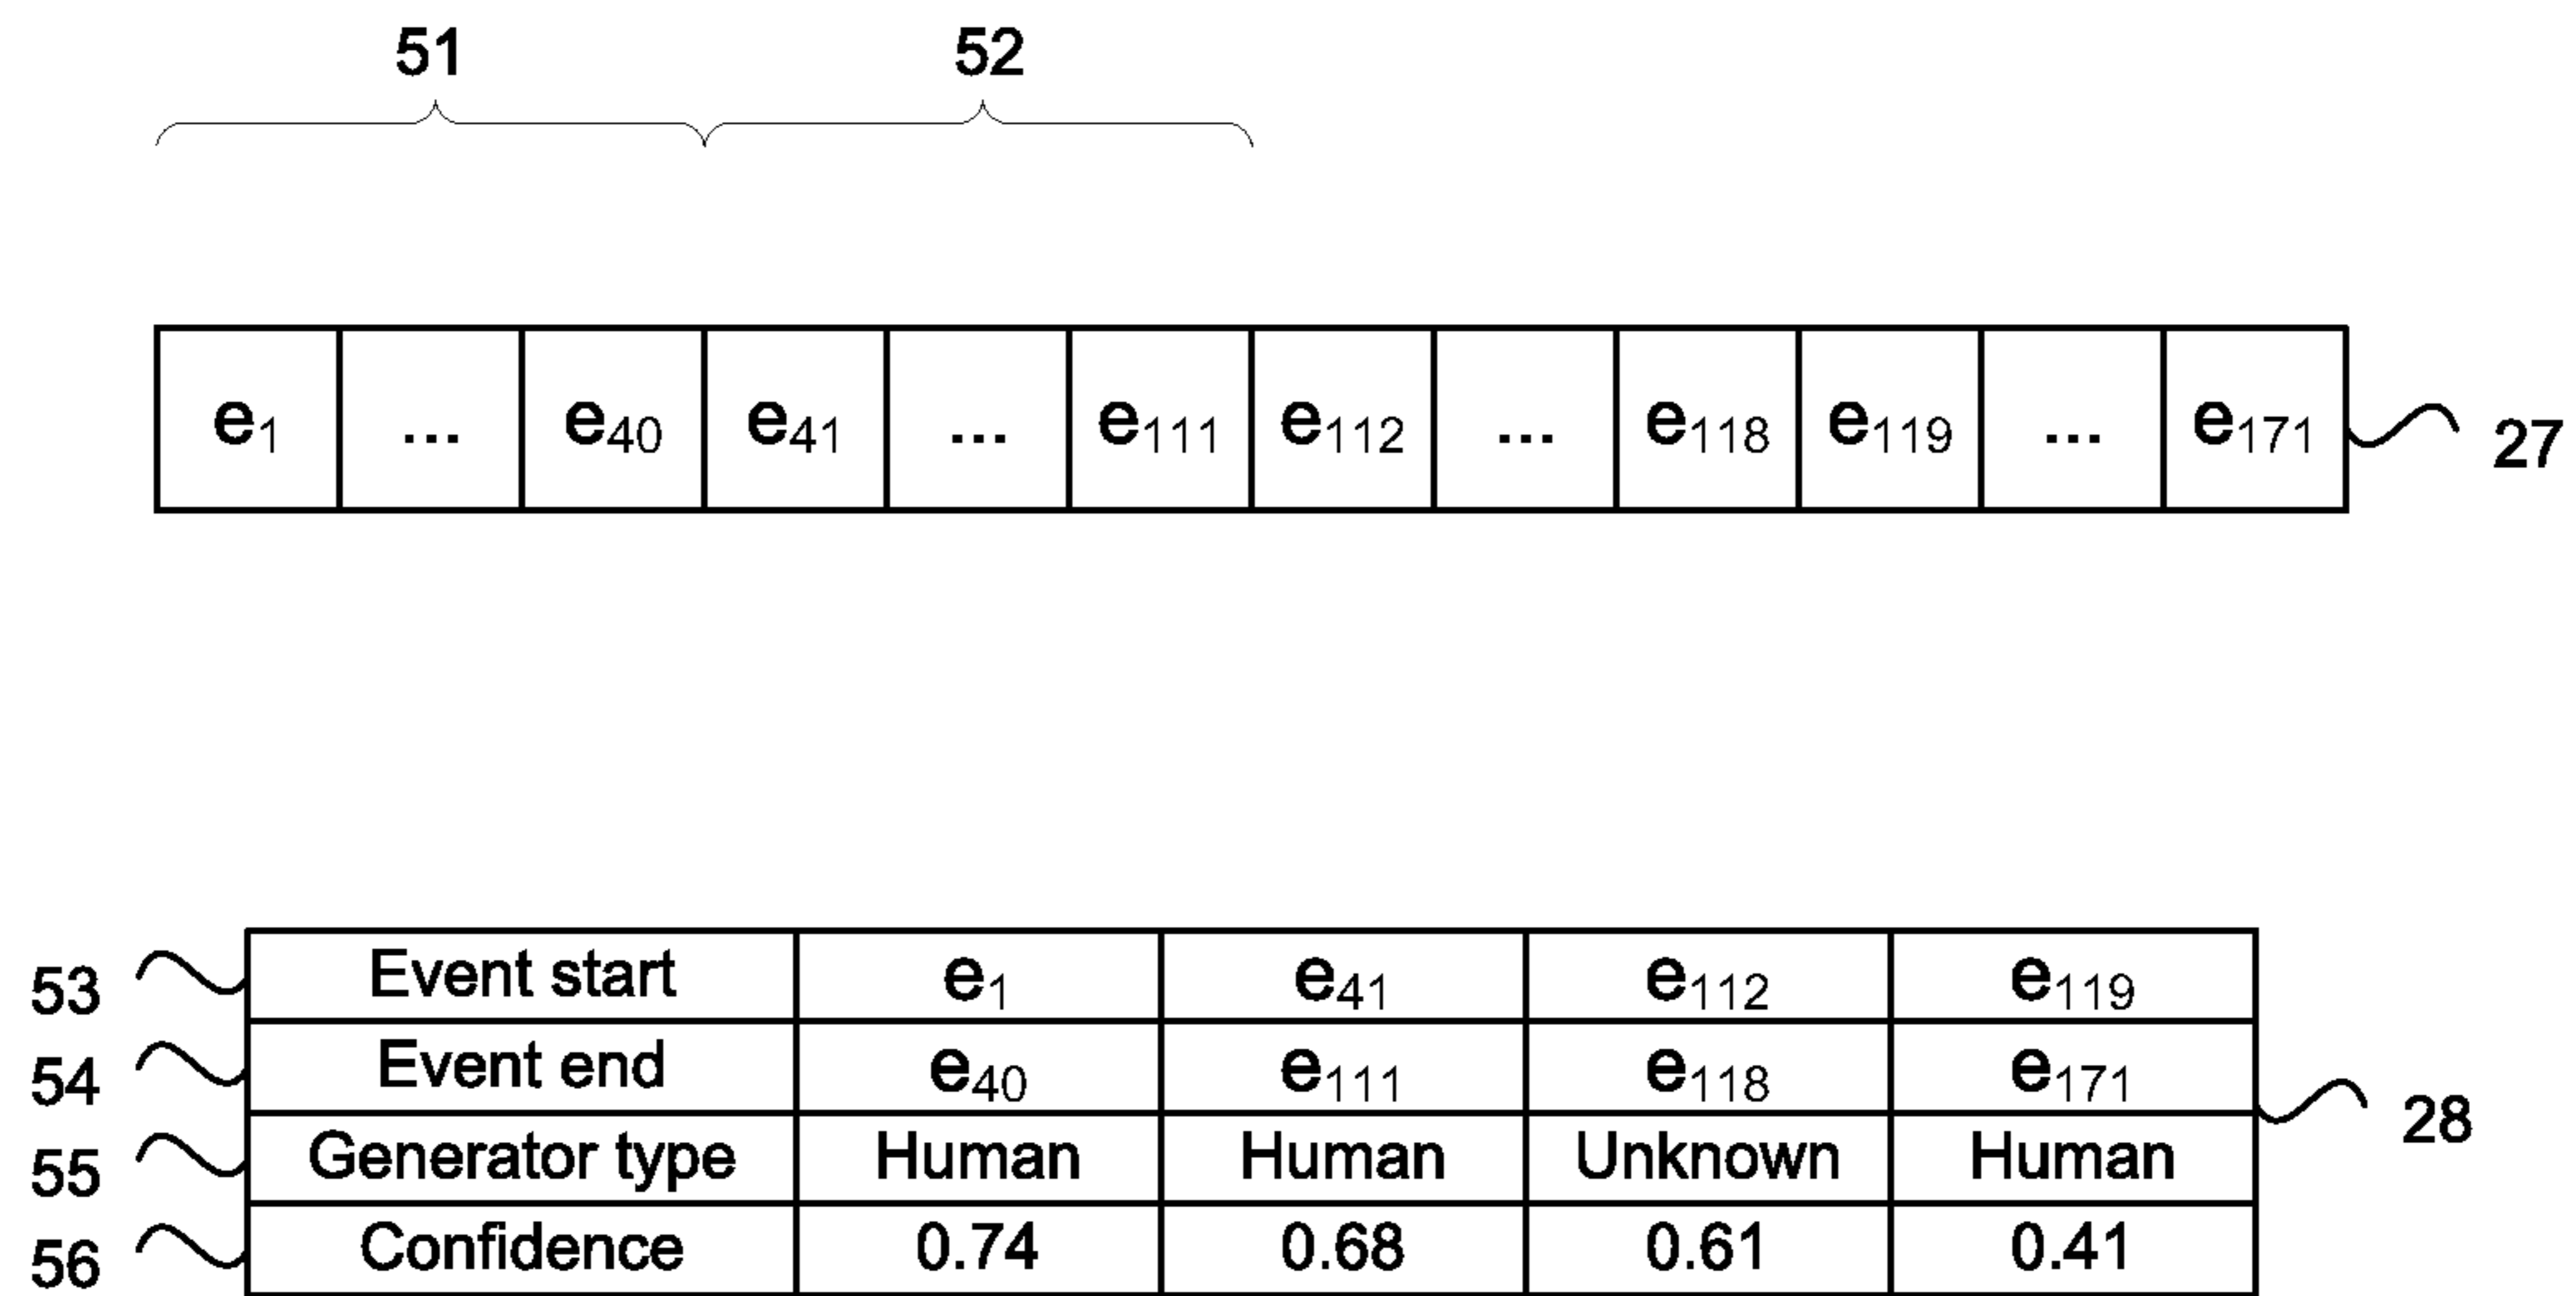 51 52
e1 ... e40 e41 ... e111 e112 ... e118 e119 ... e171 27
53 Event start e1 e41 e112 e119
54 Event end e40 e111 e118 e171 28
55 Generator type Human Human Unknown Human
56 Confidence 0.74 0.68 0.61 0.41